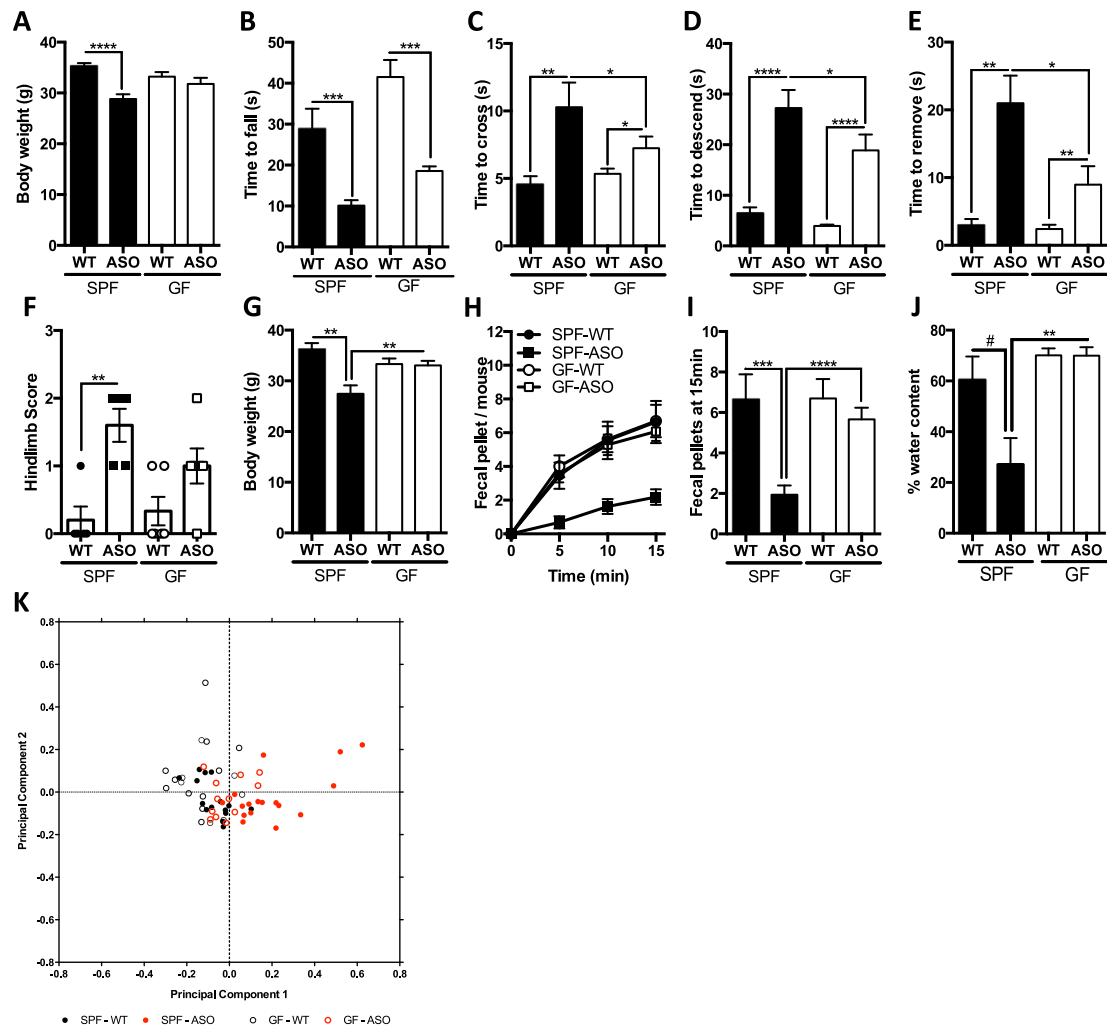 A
Body weight (g)
40
30
20
10
0
****
WT ASO WT ASO
SPF GF
B
Time to fall (s)
50
40
30
20
10
0
***
***
WT ASO WT ASO
SPF GF
C
Time to cross (s)
15
10
5
0
** *
*
WT ASO WT ASO
SPF GF
D
Time to descend (s)
40
30
20
10
0
**** *
****
WT ASO WT ASO
SPF GF
E
Time to remove (s)
30
20
10
0
** *
**
WT ASO WT ASO
SPF GF
F
Hindlimb Score
3
2
1
0
**
WT ASO WT ASO
SPF GF
G
Body weight (g)
40
30
20
10
0
** **
WT ASO WT ASO
SPF GF
H
Fecal pellet / mouse
10
8
6
4
2
0
SPF-WT
SPF-ASO
GF-WT
GF-ASO
0 5 10 15
Time (min)
I
Fecal pellets at 15min
10
8
6
4
2
0
*** ****
WT ASO WT ASO
SPF GF
J
% water content
80
60
40
20
0
# **
WT ASO WT ASO
SPF GF
K
Principal Component 2
0.8
0.6
0.4
0.2
0.0
-0.2
-0.4
-0.6
-0.8
-0.8 -0.6 -0.4 -0.2 0.0 0.2 0.4 0.6 0.8
Principal Component 1
SPF-WT SPF-ASO GF-WT GF-ASO